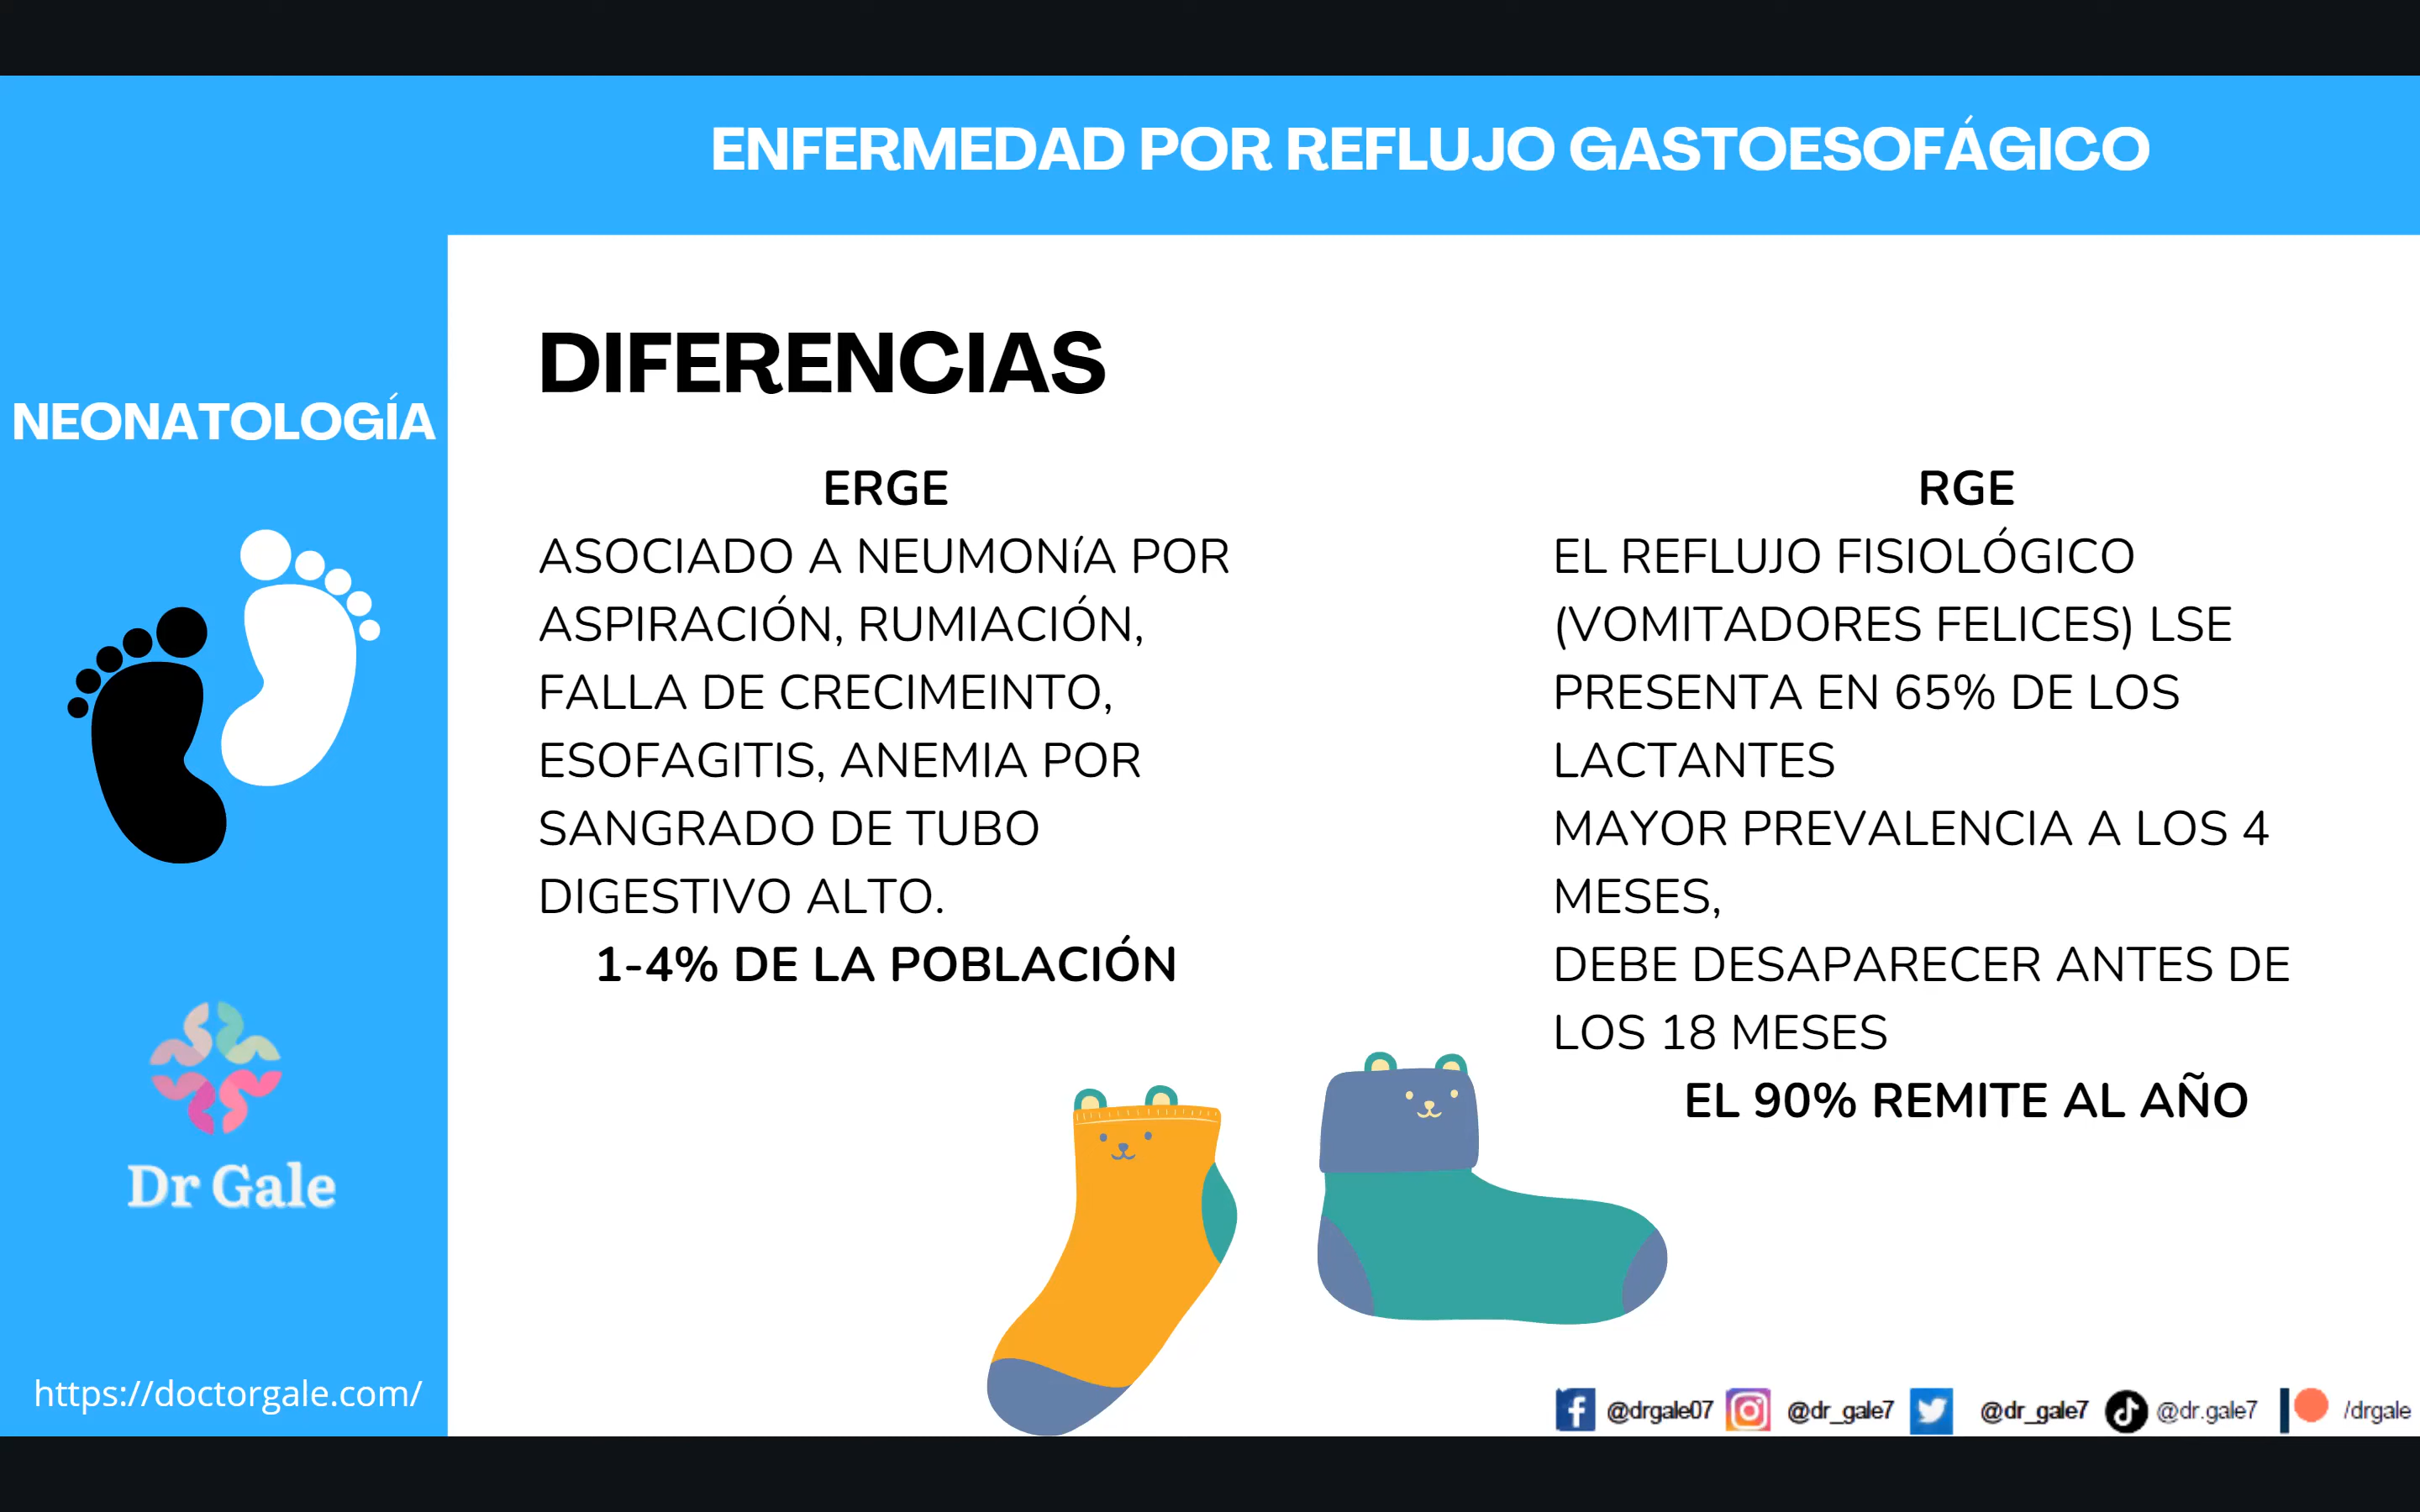 ENFERMEDAD POR REFLUJO GASTOESOFÁGICO
NEONATOLOGÍA
Dr Gale
https://doctorgale.com/
DIFERENCIAS
ERGE
ASOCIADO A NEUMONíA POR
ASPIRACIÓN, RUMIACIÓN,
FALLA DE CRECIMEINTO,
ESOFAGITIS, ANEMIA POR
SANGRADO DE TUBO
DIGESTIVO ALTO.
1-4% DE LA POBLACIÓN
RGE
EL REFLUJO FISIOLÓGICO
(VOMITADORES FELICES) LSE
PRESENTA EN 65% DE LOS
LACTANTES
MAYOR PREVALENCIA A LOS 4
MESES,
DEBE DESAPARECER ANTES DE
LOS 18 MESES
EL 90% REMITE AL AÑO
@drgale07 @dr_gale7 @dr_gale7 @dr.gale7 /drgale